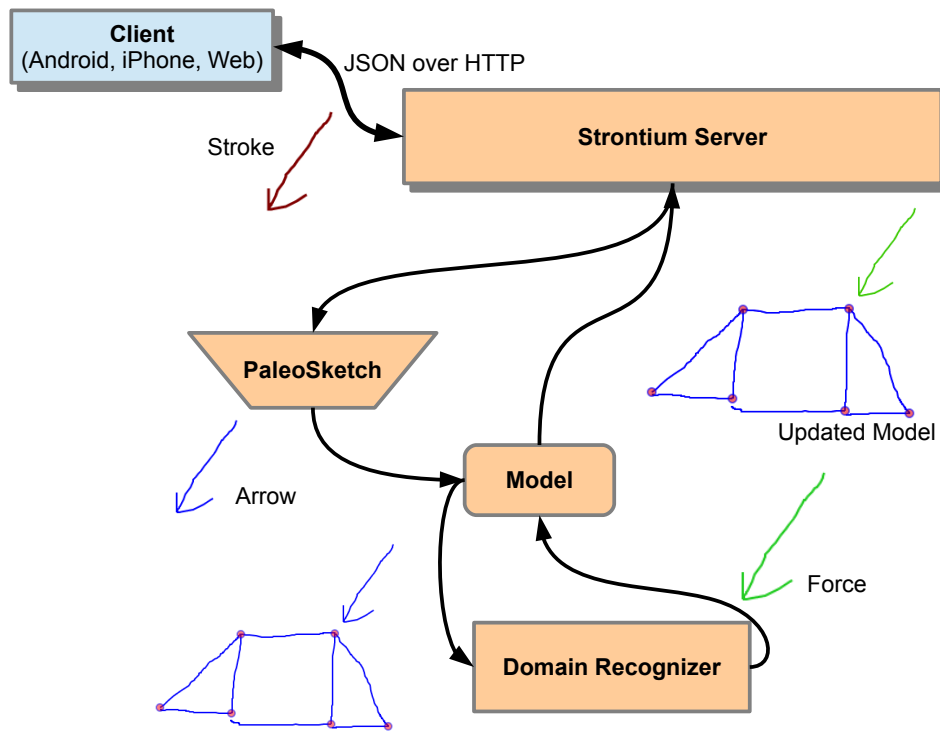 Client
(Android, iPhone, Web)
JSON over HTTP
Strontium Server
Stroke
PaleoSketch
Updated Model
Model
Arrow
Force
Domain Recognizer